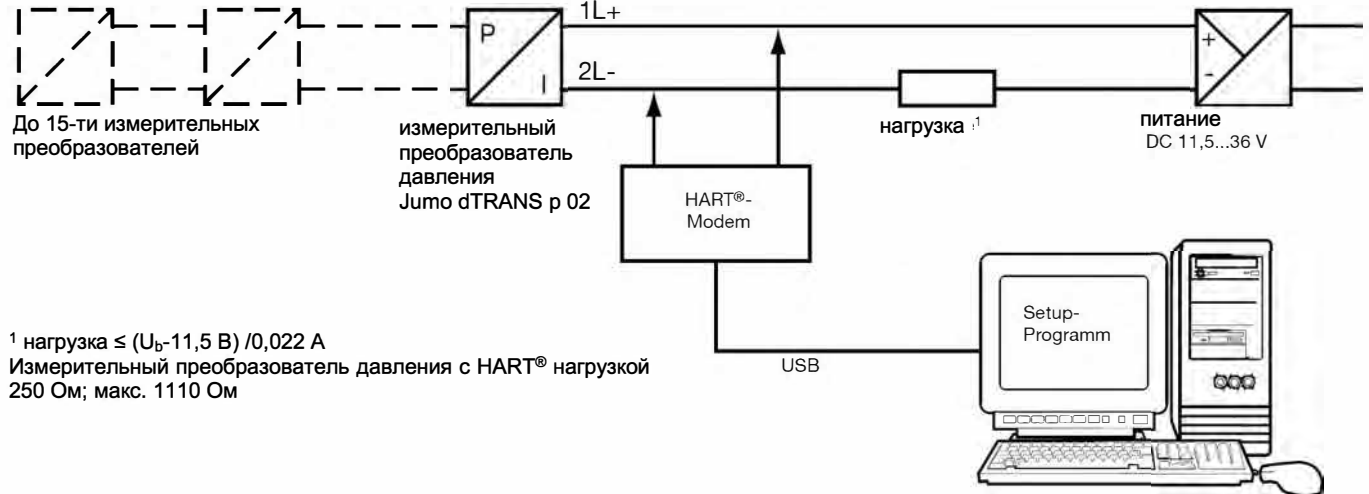 1L+
P
2L-
I
+
-
До 15-ти измерительных
преобразователей
измерительный
преобразователь
давления
Jumo dTRANS p 02
нагрузка ¹
питание
DC 11,5...36 V
HART®-
Modem
Setup-
Programm
USB
¹ нагрузка ≤ (U_b-11,5 В) /0,022 А
Измерительный преобразователь давления с HART® нагрузкой
250 Ом; макс. 1110 Ом